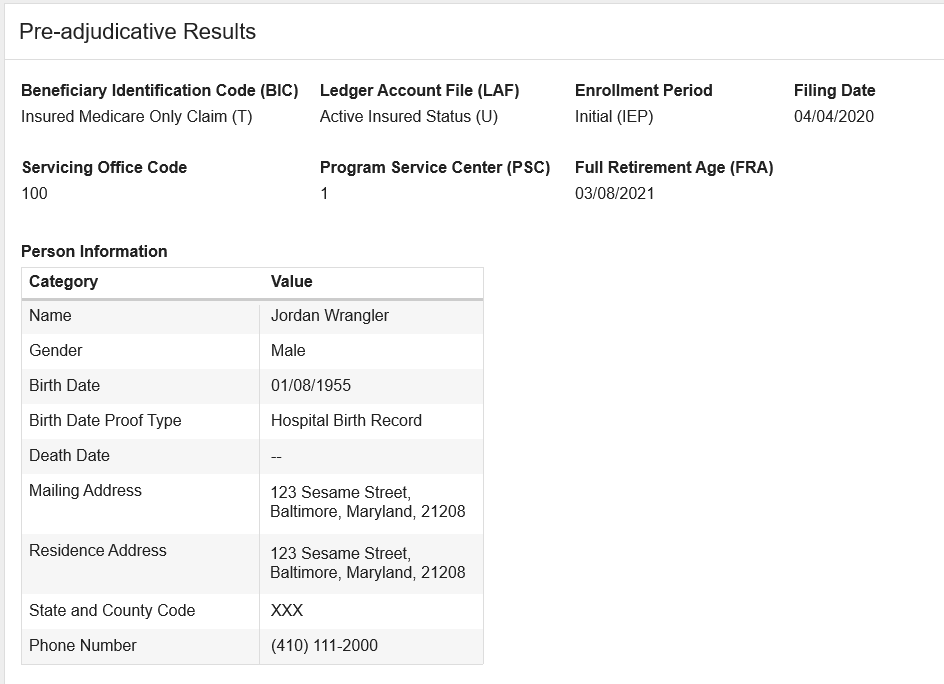 Pre-adjudicative Results
Beneficiary Identification Code (BIC) Ledger Account File (LAF) Enrollment Period Filing Date
Insured Medicare Only Claim (T) Active Insured Status (U) Initial (IEP) 04/04/2020
Servicing Office Code Program Service Center (PSC) Full Retirement Age (FRA)
100 1 03/08/2021
Person Information
Category Value
Name Jordan Wrangler
Gender Male
Birth Date 01/08/1955
Birth Date Proof Type Hospital Birth Record
Death Date --
Mailing Address 123 Sesame Street,
Baltimore, Maryland, 21208
Residence Address 123 Sesame Street,
Baltimore, Maryland, 21208
State and County Code XXX
Phone Number (410) 111-2000